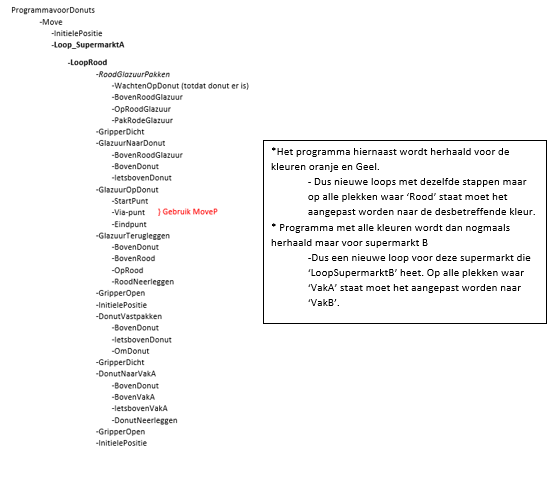 ProgrammavoorDonuts
-Move
-InitielePositie
-Loop_SupermarktA
-LoopRood
-RoodGlazuurPakken
-WachtenOpDonut (totdat donut er is)
-BovenRoodGlazuur
-OpRoodGlazuur
-PakRodeGlazuur
-GripperDicht
-GlazuurNaarDonut
-BovenRoodGlazuur
-BovenDonut
-IetsbovenDonut
-GlazuurOpDonut
-StartPunt
-Via-punt } Gebruik MoveP
-Eindpunt
-GlazuurTerugleggen
-BovenDonut
-BovenRood
-OpRood
-RoodNeerleggen
-GripperOpen
-InitielePositie
-DonutVastpakken
-BovenDonut
-IetsbovenDonut
-OmDonut
-GripperDicht
-DonutNaarVakA
-BovenDonut
-BovenVakA
-IetsbovenVakA
-DonutNeerleggen
-GripperOpen
-InitielePositie
*Het programma hiernaast wordt herhaald voor de
kleuren oranje en Geel.
- Dus nieuwe loops met dezelfde stappen maar
op alle plekken waar ‘Rood’ staat moet het
aangepast worden naar de desbetreffende kleur.
* Programma met alle kleuren wordt dan nogmaals
herhaald maar voor supermarkt B
-Dus een nieuwe loop voor deze supermarkt die
‘LoopSupermarktB’ heet. Op alle plekken waar
‘VakA’ staat moet het aangepast worden naar
‘VakB’.